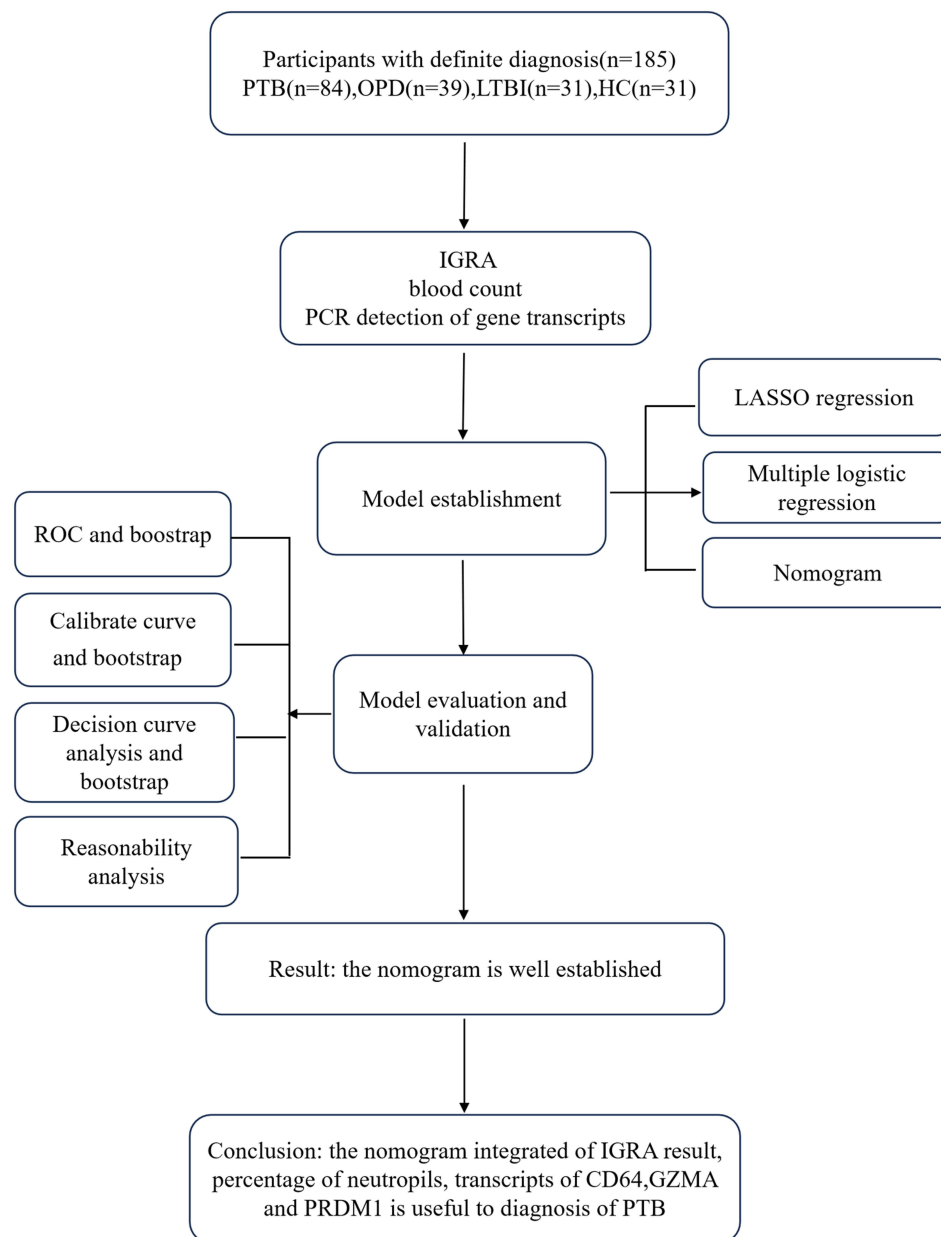 Participants with definite diagnosis(n=185)
PTB(n=84),OPD(n=39),LTBI(n=31),HC(n=31)
IGRA
blood count
PCR detection of gene transcripts
Model establishment
LASSO regression
Multiple logistic
regression
Nomogram
Model evaluation and
validation
ROC and boostrap
Calibrate curve
and bootstrap
Decision curve
analysis and
bootstrap
Reasonability
analysis
Result: the nomogram is well established
Conclusion: the nomogram integrated of IGRA result,
percentage of neutropils, transcripts of CD64,GZMA
and PRDM1 is useful to diagnosis of PTB